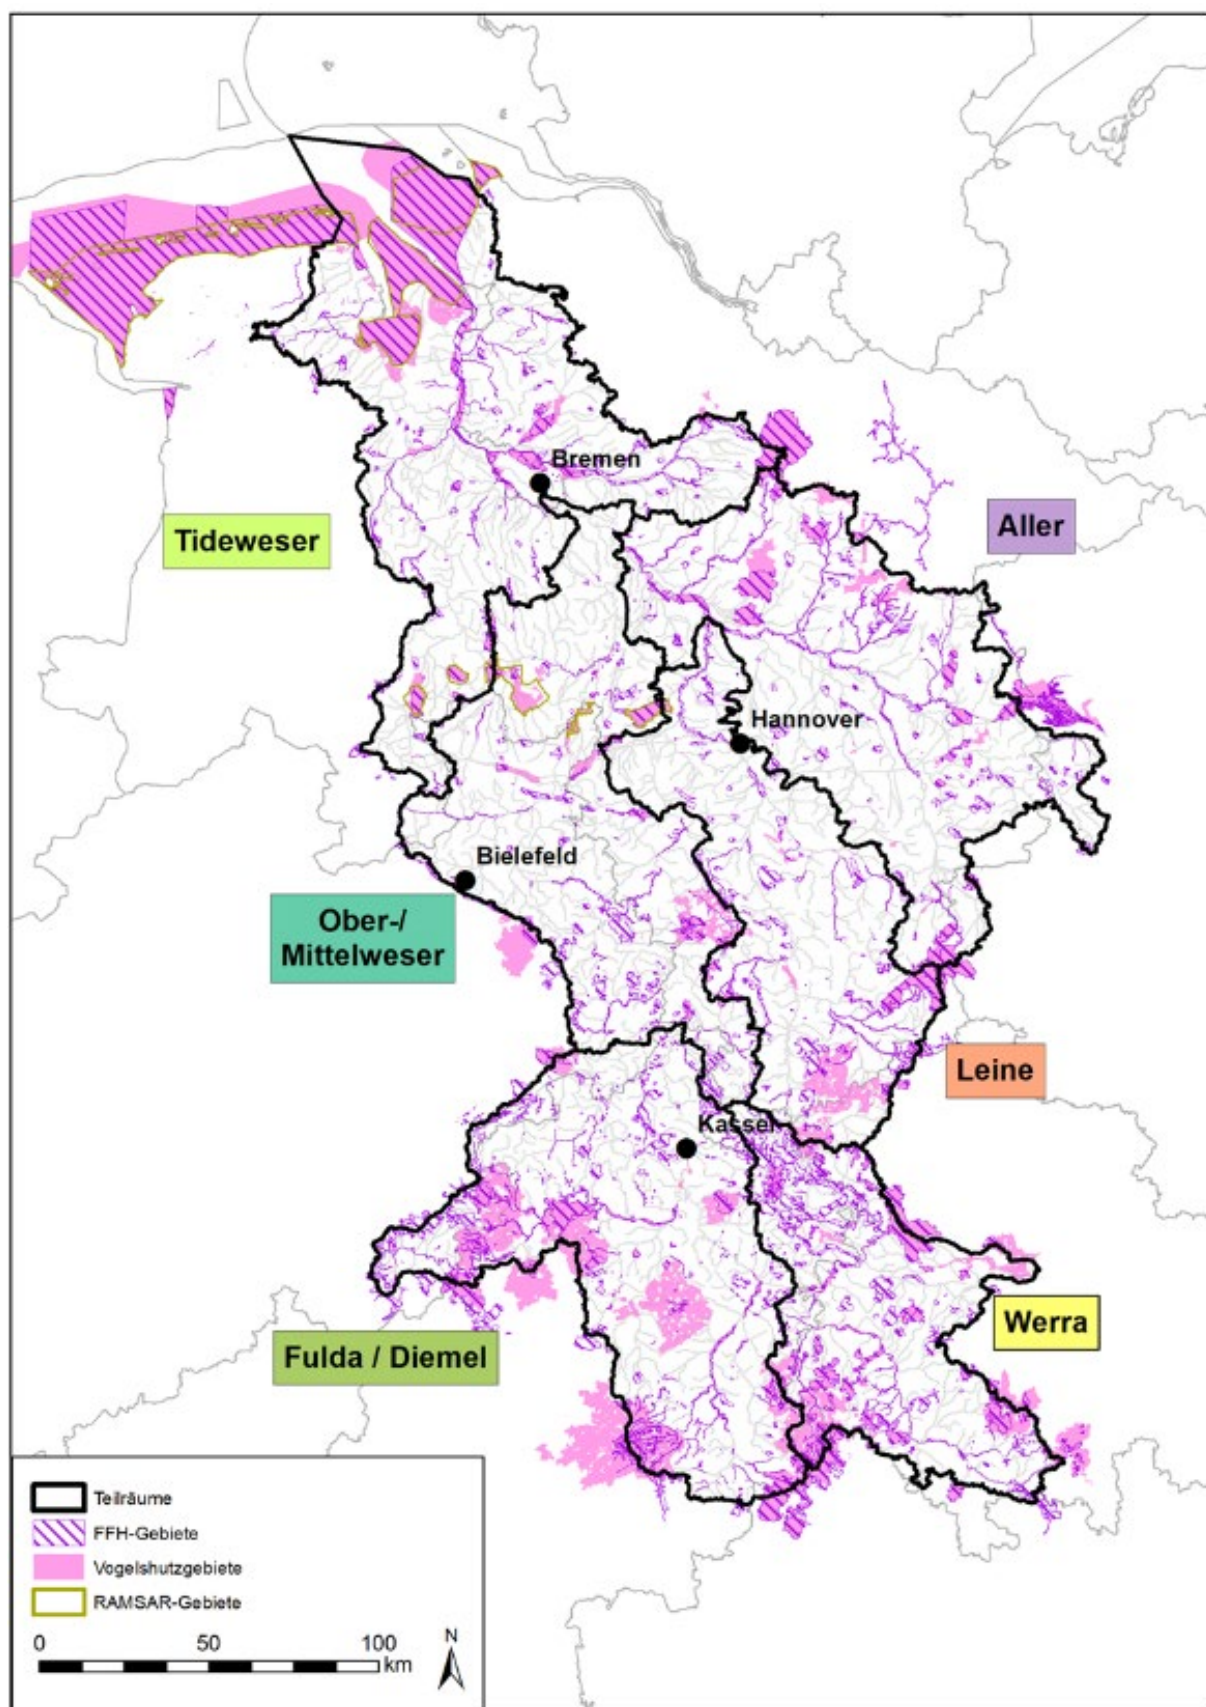 Bremen
Tideweser
Aller
Hannover
Bielefeld
Ober-/
Mittelweser
Leine
Kassel
Werra
Fulda / Diemel
Teilräume
FFH-Gebiete
Vogelshutzgebiete
RAMSAR-Gebiete
0 50 100
km
N